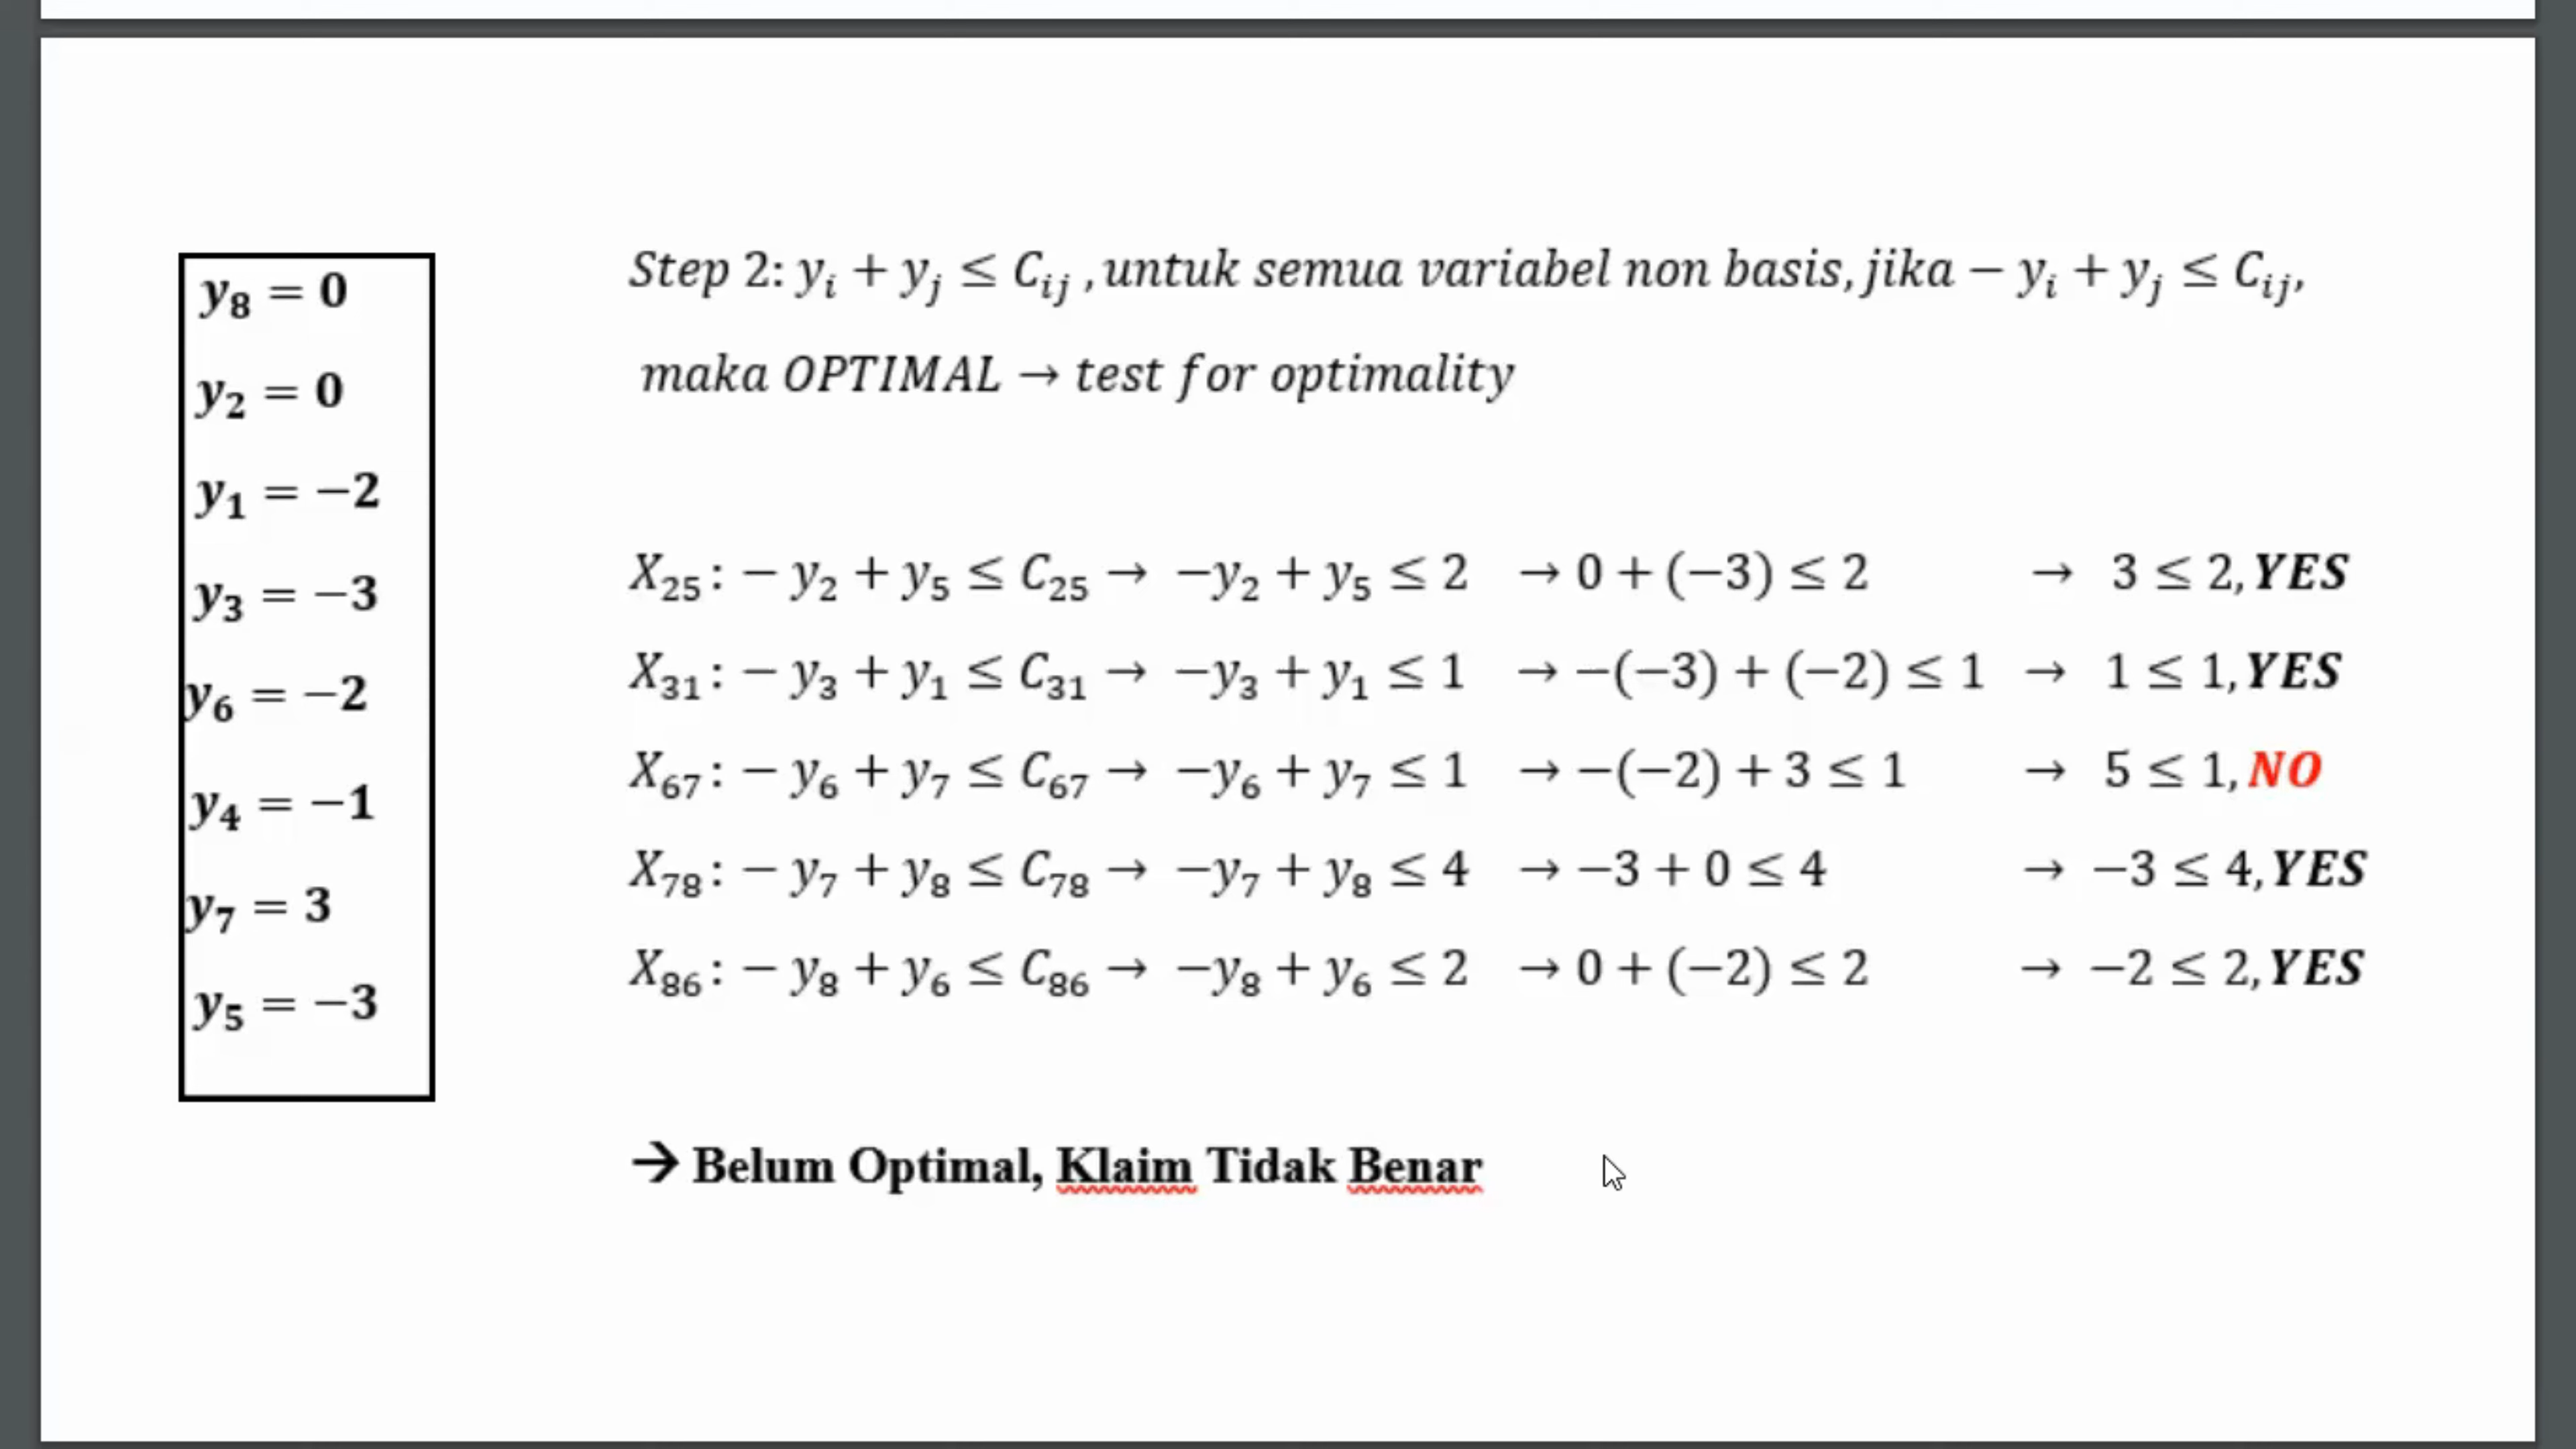 y₈ = 0
y₂ = 0
y₁ = −2
y₃ = −3
y₆ = −2
y₄ = −1
y₇ = 3
y₅ = −3
Step 2: yᵢ + yⱼ ≤ Cᵢⱼ , untuk semua variabel non basis, jika − yᵢ + yⱼ ≤ Cᵢⱼ,
maka OPTIMAL → test for optimality
X₂₅: − y₂ + y₅ ≤ C₂₅ → −y₂ + y₅ ≤ 2 → 0 + (−3) ≤ 2 → 3 ≤ 2, YES
X₃₁: − y₃ + y₁ ≤ C₃₁ → −y₃ + y₁ ≤ 1 → −(−3) + (−2) ≤ 1 → 1 ≤ 1, YES
X₆₇: − y₆ + y₇ ≤ C₆₇ → −y₆ + y₇ ≤ 1 → −(−2) + 3 ≤ 1 → 5 ≤ 1, NO
X₇₈: − y₇ + y₈ ≤ C₇₈ → −y₇ + y₈ ≤ 4 → −3 + 0 ≤ 4 → −3 ≤ 4, YES
X₈₆: − y₈ + y₆ ≤ C₈₆ → −y₈ + y₆ ≤ 2 → 0 + (−2) ≤ 2 → −2 ≤ 2, YES
→ Belum Optimal, Klaim Tidak Benar